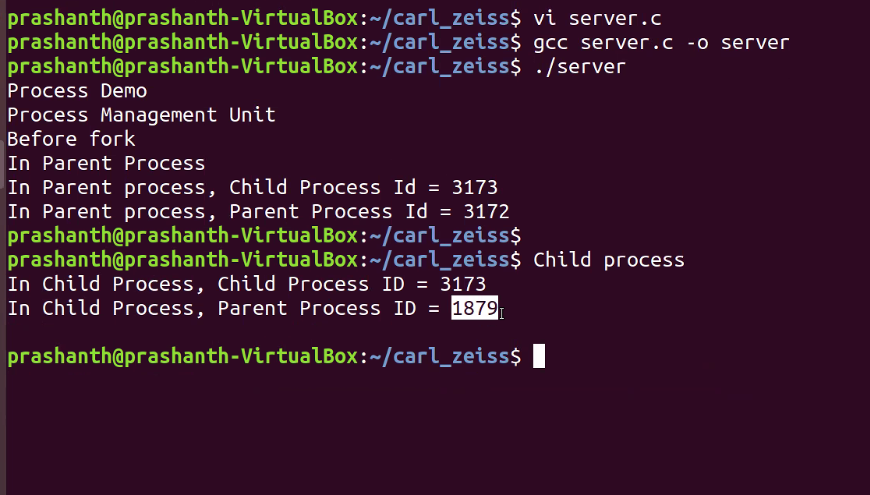 prashanth@prashanth-VirtualBox:~/carl_zeiss$ vi server.c
prashanth@prashanth-VirtualBox:~/carl_zeiss$ gcc server.c -o server
prashanth@prashanth-VirtualBox:~/carl_zeiss$ ./server
Process Demo
Process Management Unit
Before fork
In Parent Process
In Parent process, Child Process Id = 3173
In Parent process, Parent Process Id = 3172
prashanth@prashanth-VirtualBox:~/carl_zeiss$
prashanth@prashanth-VirtualBox:~/carl_zeiss$ Child process
In Child Process, Child Process ID = 3173
In Child Process, Parent Process ID = 1879
prashanth@prashanth-VirtualBox:~/carl_zeiss$